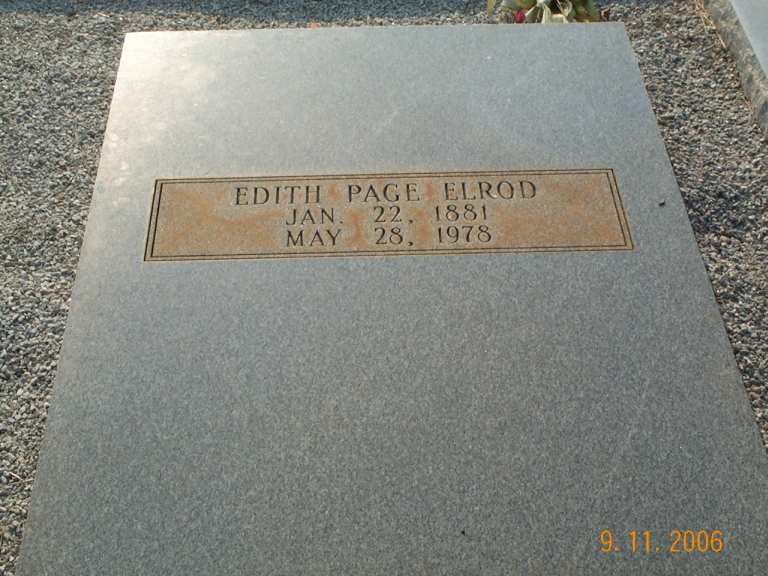 EDITH PAGE ELROD
JAN. 22, 1881
MAY 28, 1978
9. 11. 2006